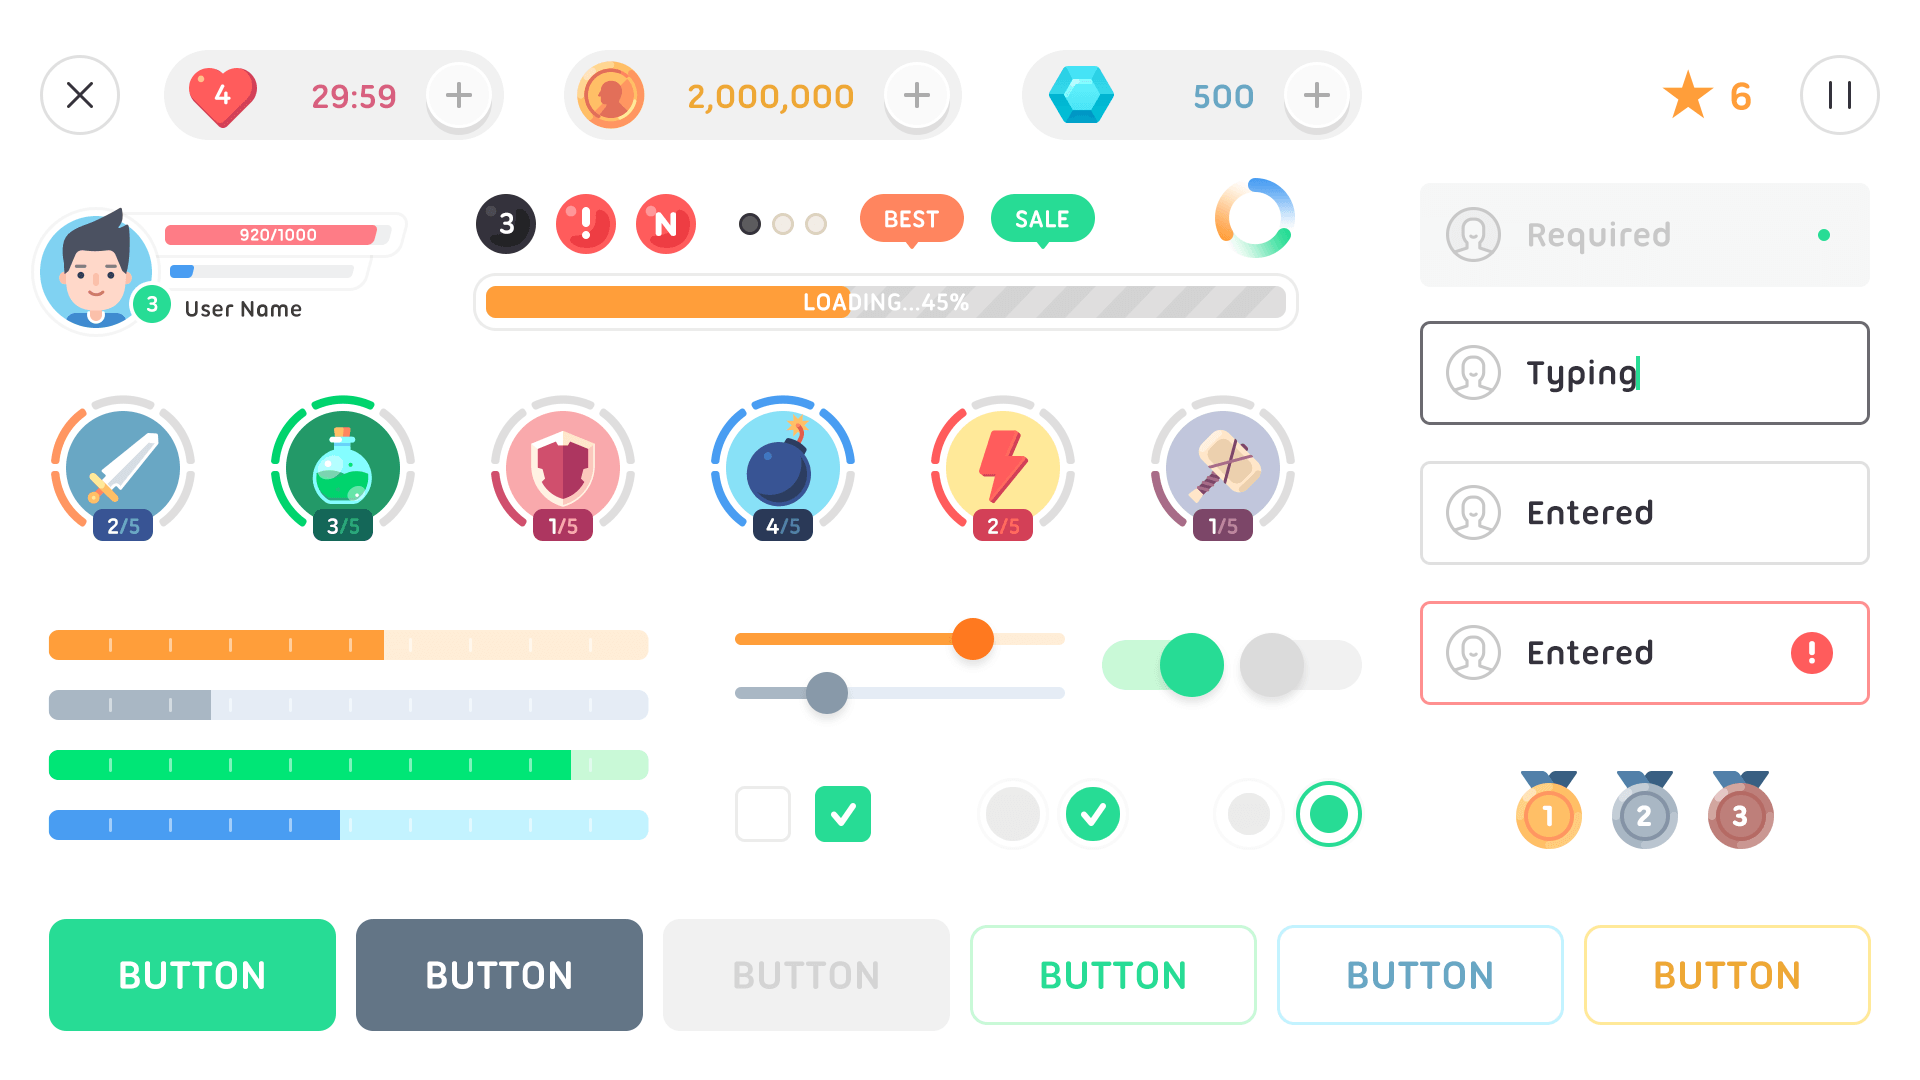 4
29:59
2,000,000
500
6
920/1000
3
User Name
3
!
N
BEST
SALE
LOADING...45%
Required
Typing
Entered
Entered
!
2/5
3/5
1/5
4/5
2/5
1/5
1
2
3
BUTTON
BUTTON
BUTTON
BUTTON
BUTTON
BUTTON